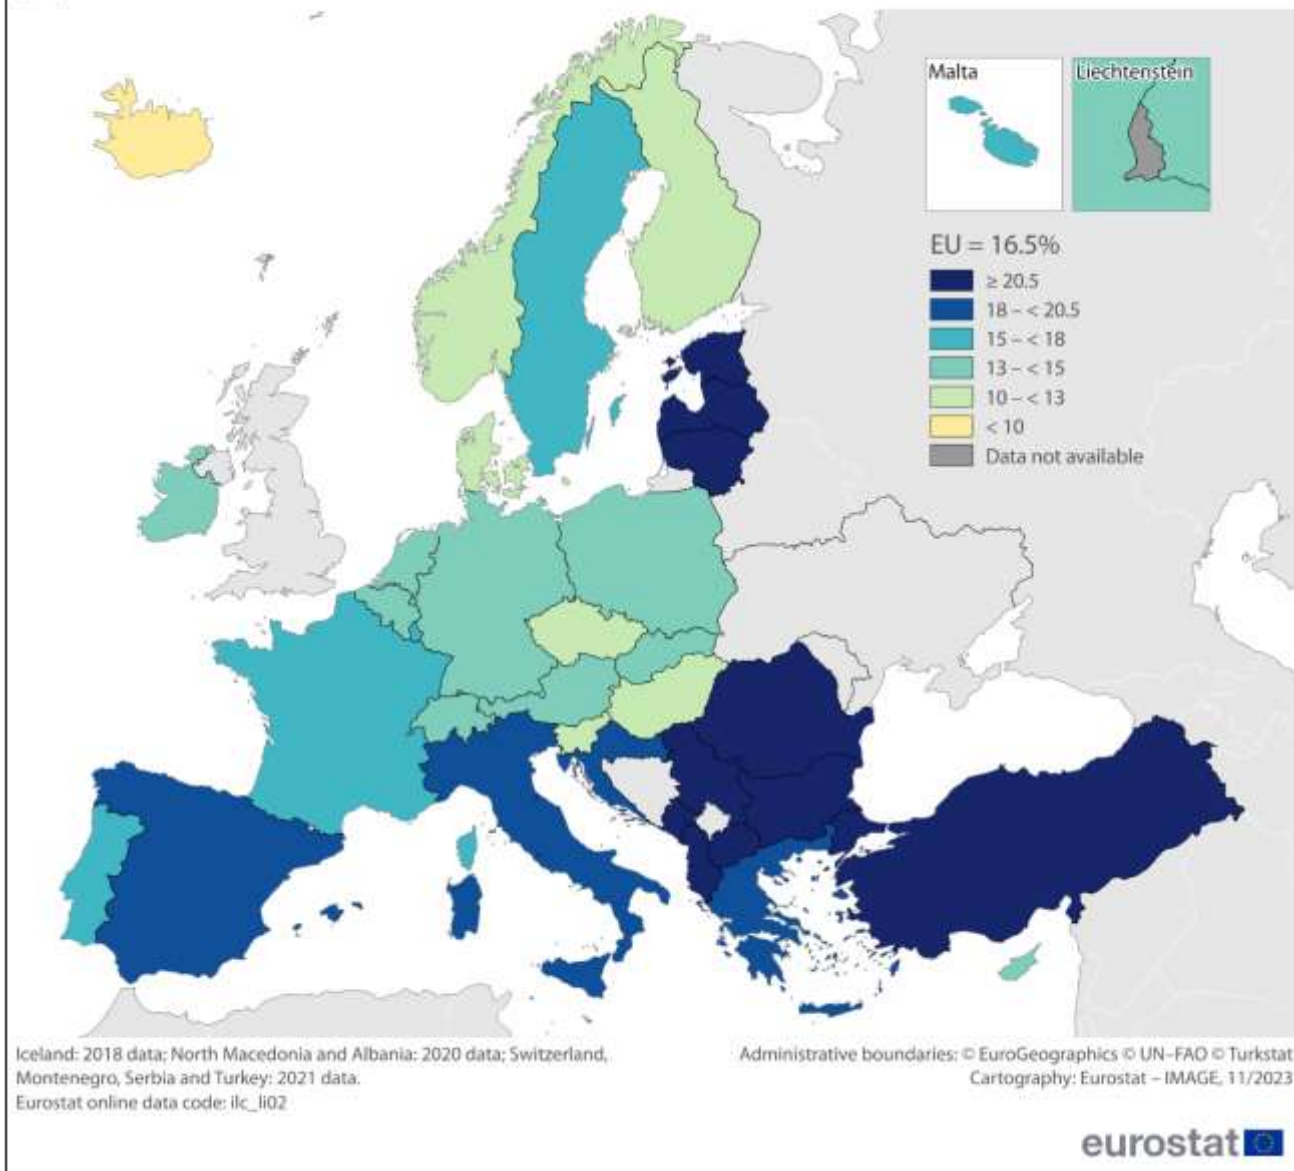 Malta
Liechtenstein
EU = 16.5%
≥ 20.5
18 – < 20.5
15 – < 18
13 – < 15
10 – < 13
< 10
Data not available
Iceland: 2018 data; North Macedonia and Albania: 2020 data; Switzerland,
Montenegro, Serbia and Turkey: 2021 data.
Eurostat online data code: ilc_li02
Administrative boundaries: © EuroGeographics © UN–FAO © Turkstat
Cartography: Eurostat – IMAGE, 11/2023
eurostat